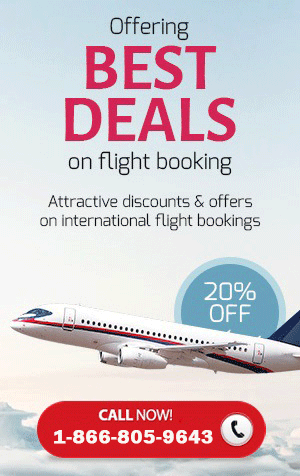 Offering
BEST
DEALS
on flight booking
Attractive discounts & offers
on international flight bookings
20%
OFF
CALL NOW!
1-866-805-9643